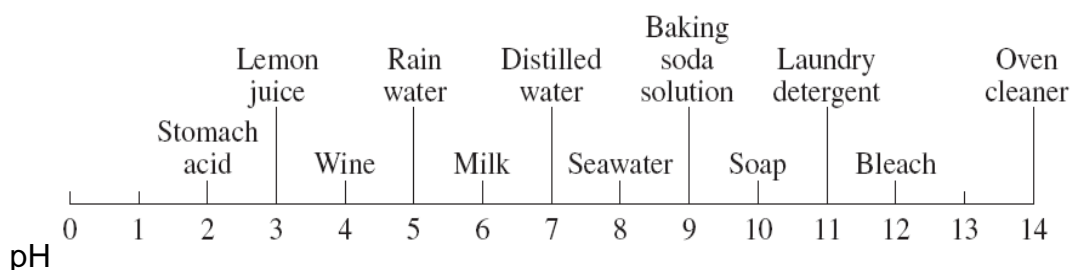 Baking
Lemon Rain Distilled soda Laundry Oven
juice water water solution detergent cleaner
Stomach
acid Wine Milk Seawater Soap Bleach
0 1 2 3 4 5 6 7 8 9 10 11 12 13 14
pH